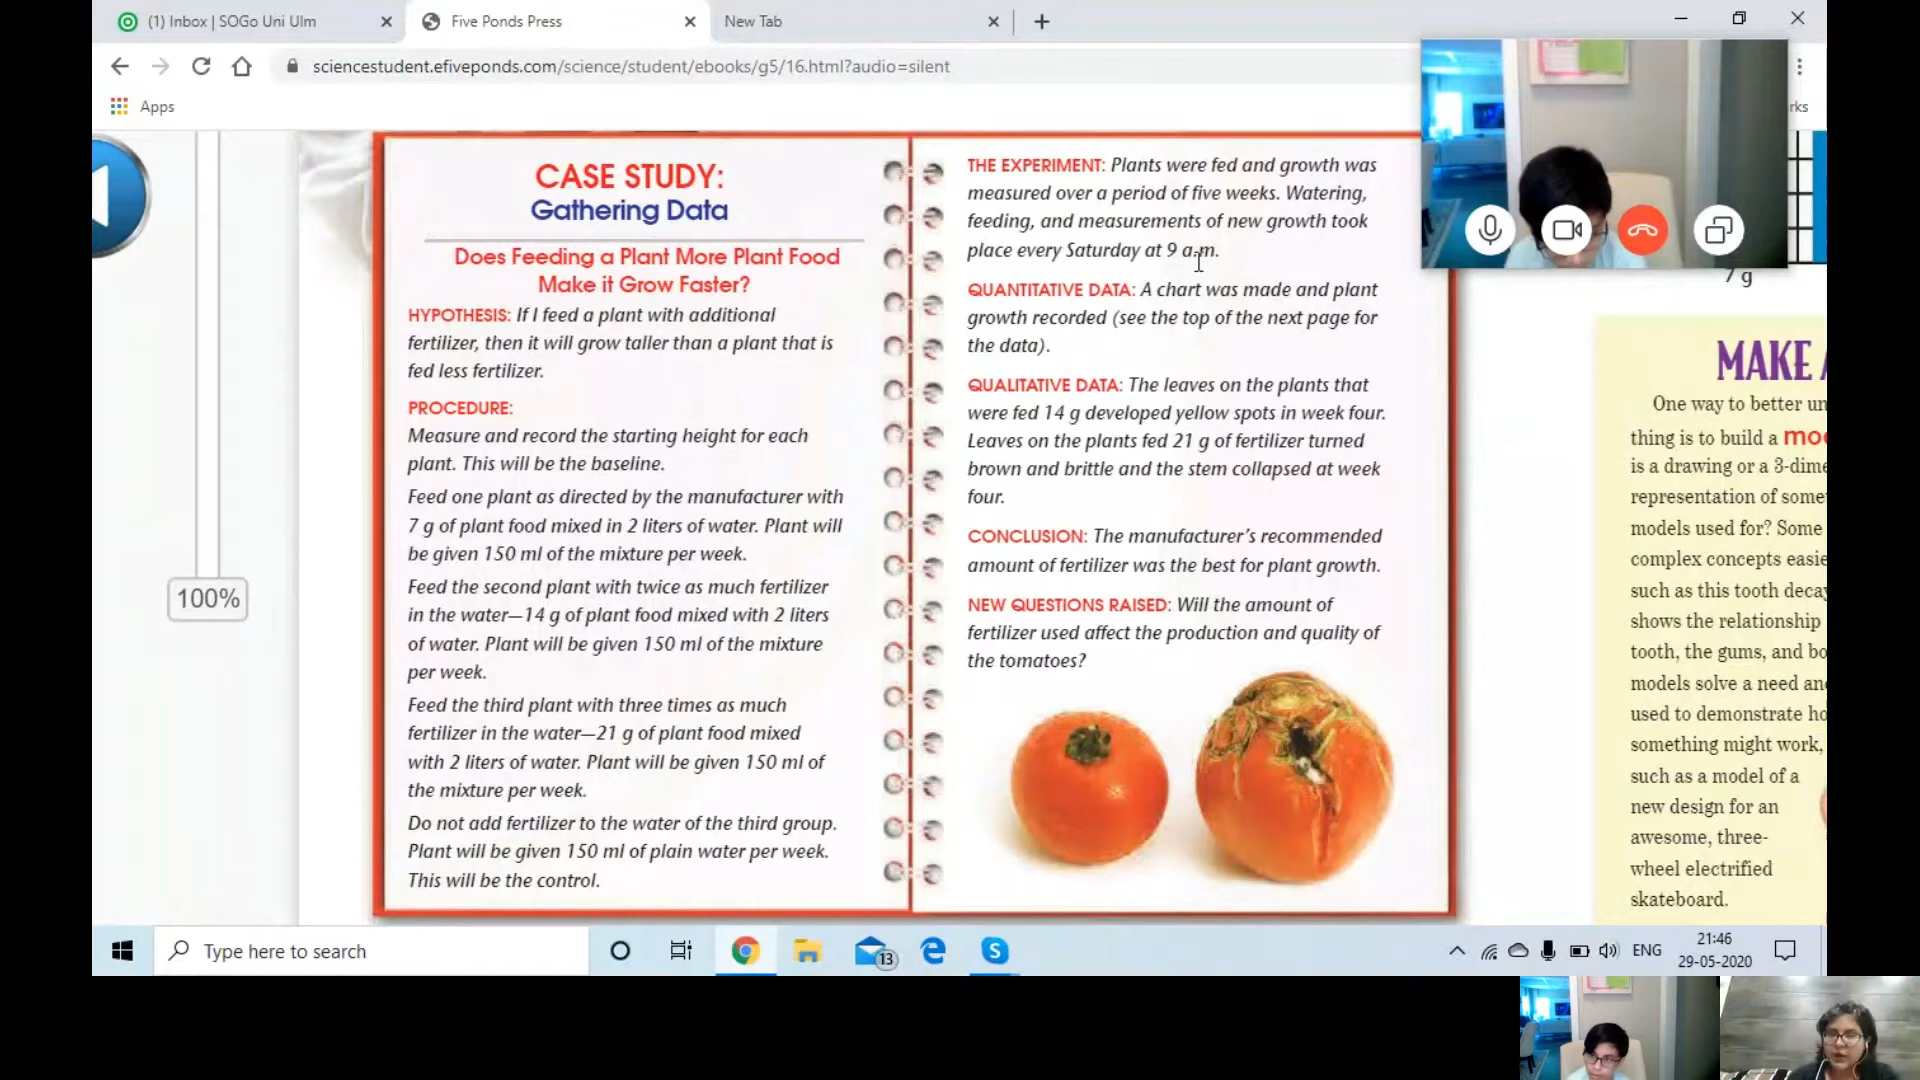 (1) Inbox | SOGo Uni Ulm
Five Ponds Press
New Tab
sciencestudent.efiveponds.com/science/student/ebooks/g5/16.html?audio=silent
Apps
rks
100%
CASE STUDY:
Gathering Data
Does Feeding a Plant More Plant Food
Make it Grow Faster?
HYPOTHESIS: If I feed a plant with additional
fertilizer, then it will grow taller than a plant that is
fed less fertilizer.
PROCEDURE:
Measure and record the starting height for each
plant. This will be the baseline.
Feed one plant as directed by the manufacturer with
7 g of plant food mixed in 2 liters of water. Plant will
be given 150 ml of the mixture per week.
Feed the second plant with twice as much fertilizer
in the water—14 g of plant food mixed with 2 liters
of water. Plant will be given 150 ml of the mixture
per week.
Feed the third plant with three times as much
fertilizer in the water—21 g of plant food mixed
with 2 liters of water. Plant will be given 150 ml of
the mixture per week.
Do not add fertilizer to the water of the third group.
Plant will be given 150 ml of plain water per week.
This will be the control.
THE EXPERIMENT: Plants were fed and growth was
measured over a period of five weeks. Watering,
feeding, and measurements of new growth took
place every Saturday at 9 a.m.
QUANTITATIVE DATA: A chart was made and plant
growth recorded (see the top of the next page for
the data).
QUALITATIVE DATA: The leaves on the plants that
were fed 14 g developed yellow spots in week four.
Leaves on the plants fed 21 g of fertilizer turned
brown and brittle and the stem collapsed at week
four.
CONCLUSION: The manufacturer's recommended
amount of fertilizer was the best for plant growth.
NEW QUESTIONS RAISED: Will the amount of
fertilizer used affect the production and quality of
the tomatoes?
7 g
MAKE
One way to better un
thing is to build a mo
is a drawing or a 3-dime
representation of some
models used for? Some
complex concepts easie
such as this tooth decay
shows the relationship
tooth, the gums, and bo
models solve a need and
used to demonstrate ho
something might work,
such as a model of a
new design for an
awesome, three-
wheel electrified
skateboard.
Type here to search
13
ENG
21:46
29-05-2020